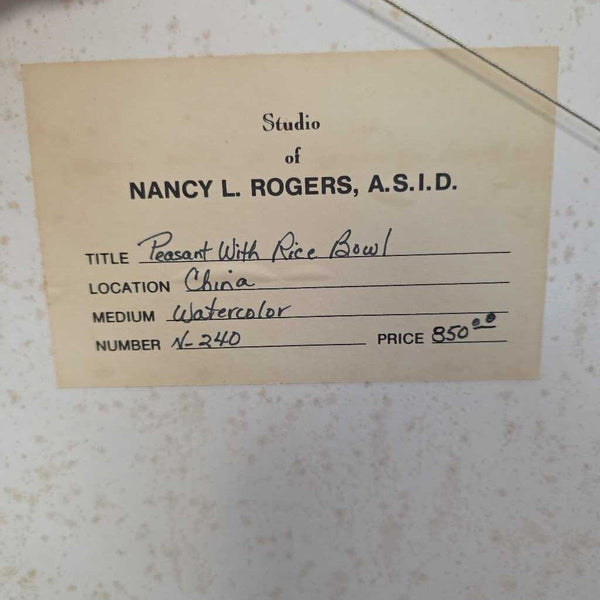 Studio
of
NANCY L. ROGERS, A.S.I.D.
TITLE Peasant With Rice Bowl
LOCATION China
MEDIUM Watercolor
NUMBER N-240 PRICE 850.00